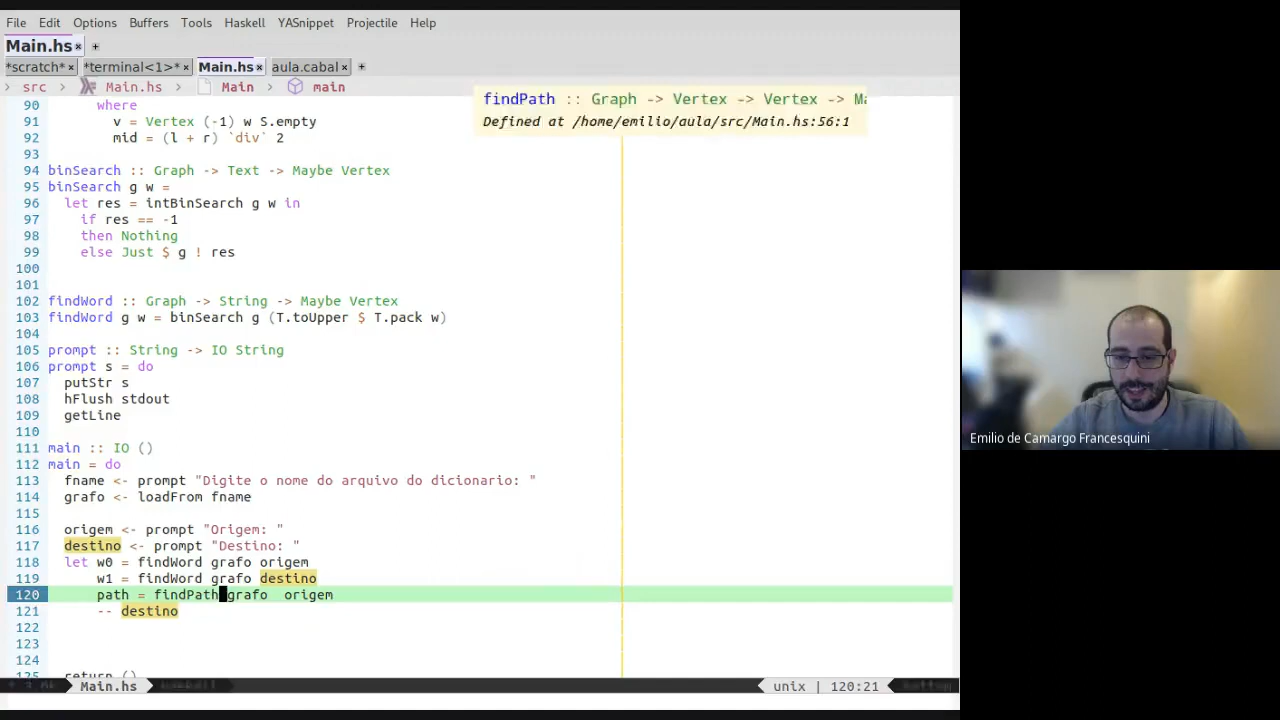 File Edit Options Buffers Tools Haskell YASnippet Projectile Help
Main.hs
*scratch* *terminal<1>* Main.hs aula.cabal
src Main.hs Main main
findPath :: Graph -> Vertex -> Vertex ->
Defined at /home/emilio/aula/src/Main.hs:56:1
90 where
91 v = Vertex (-1) w S.empty
92 mid = (l + r) `div` 2
93
94 binSearch :: Graph -> Text -> Maybe Vertex
95 binSearch g w =
96 let res = intBinSearch g w in
97 if res == -1
98 then Nothing
99 else Just $ g ! res
100
101
102 findWord :: Graph -> String -> Maybe Vertex
103 findWord g w = binSearch g (T.toUpper $ T.pack w)
104
105 prompt :: String -> IO String
106 prompt s = do
107 putStr s
108 hFlush stdout
109 getLine
110
111 main :: IO ()
112 main = do
113 fname <- prompt "Digite o nome do arquivo do dicionario: "
114 grafo <- loadFrom fname
115
116 origem <- prompt "Origem: "
117 destino <- prompt "Destino: "
118 let w0 = findWord grafo origem
119 w1 = findWord grafo destino
120 path = findPath grafo  origem
121 -- destino
122
123
124
125 return ()
Main.hs unix | 120:21
Emilio de Camargo Francesquini